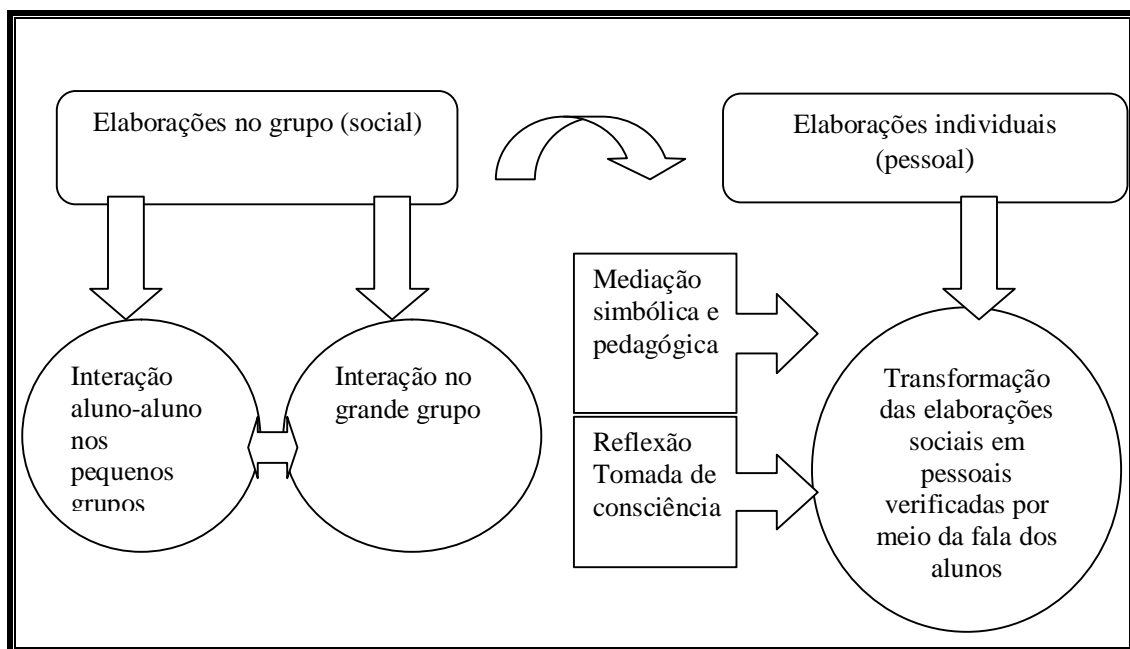 Elaborações no grupo (social)
Elaborações individuais
(pessoal)
Interação
aluno-aluno
nos
pequenos
grupos
Interação no
grande grupo
Mediação
simbólica e
pedagógica
Reflexão
Tomada de
consciência
Transformação
das elaborações
sociais em
pessoais
verificadas por
meio da fala dos
alunos